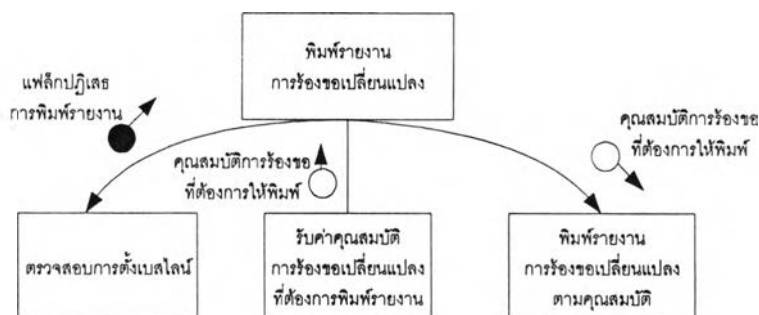 พิมพ์รายงาน
การร้องขอเปลี่ยนแปลง
แฟล็กปฏิเสธ
การพิมพ์รายงาน
คุณสมบัติการร้องขอ
ที่ต้องการให้พิมพ์
คุณสมบัติการร้องขอ
ที่ต้องการให้พิมพ์
ตรวจสอบการตั้งเบสไลน์
รับค่าคุณสมบัติ
การร้องขอเปลี่ยนแปลง
ที่ต้องการพิมพ์รายงาน
พิมพ์รายงาน
การร้องขอเปลี่ยนแปลง
ตามคุณสมบัติ